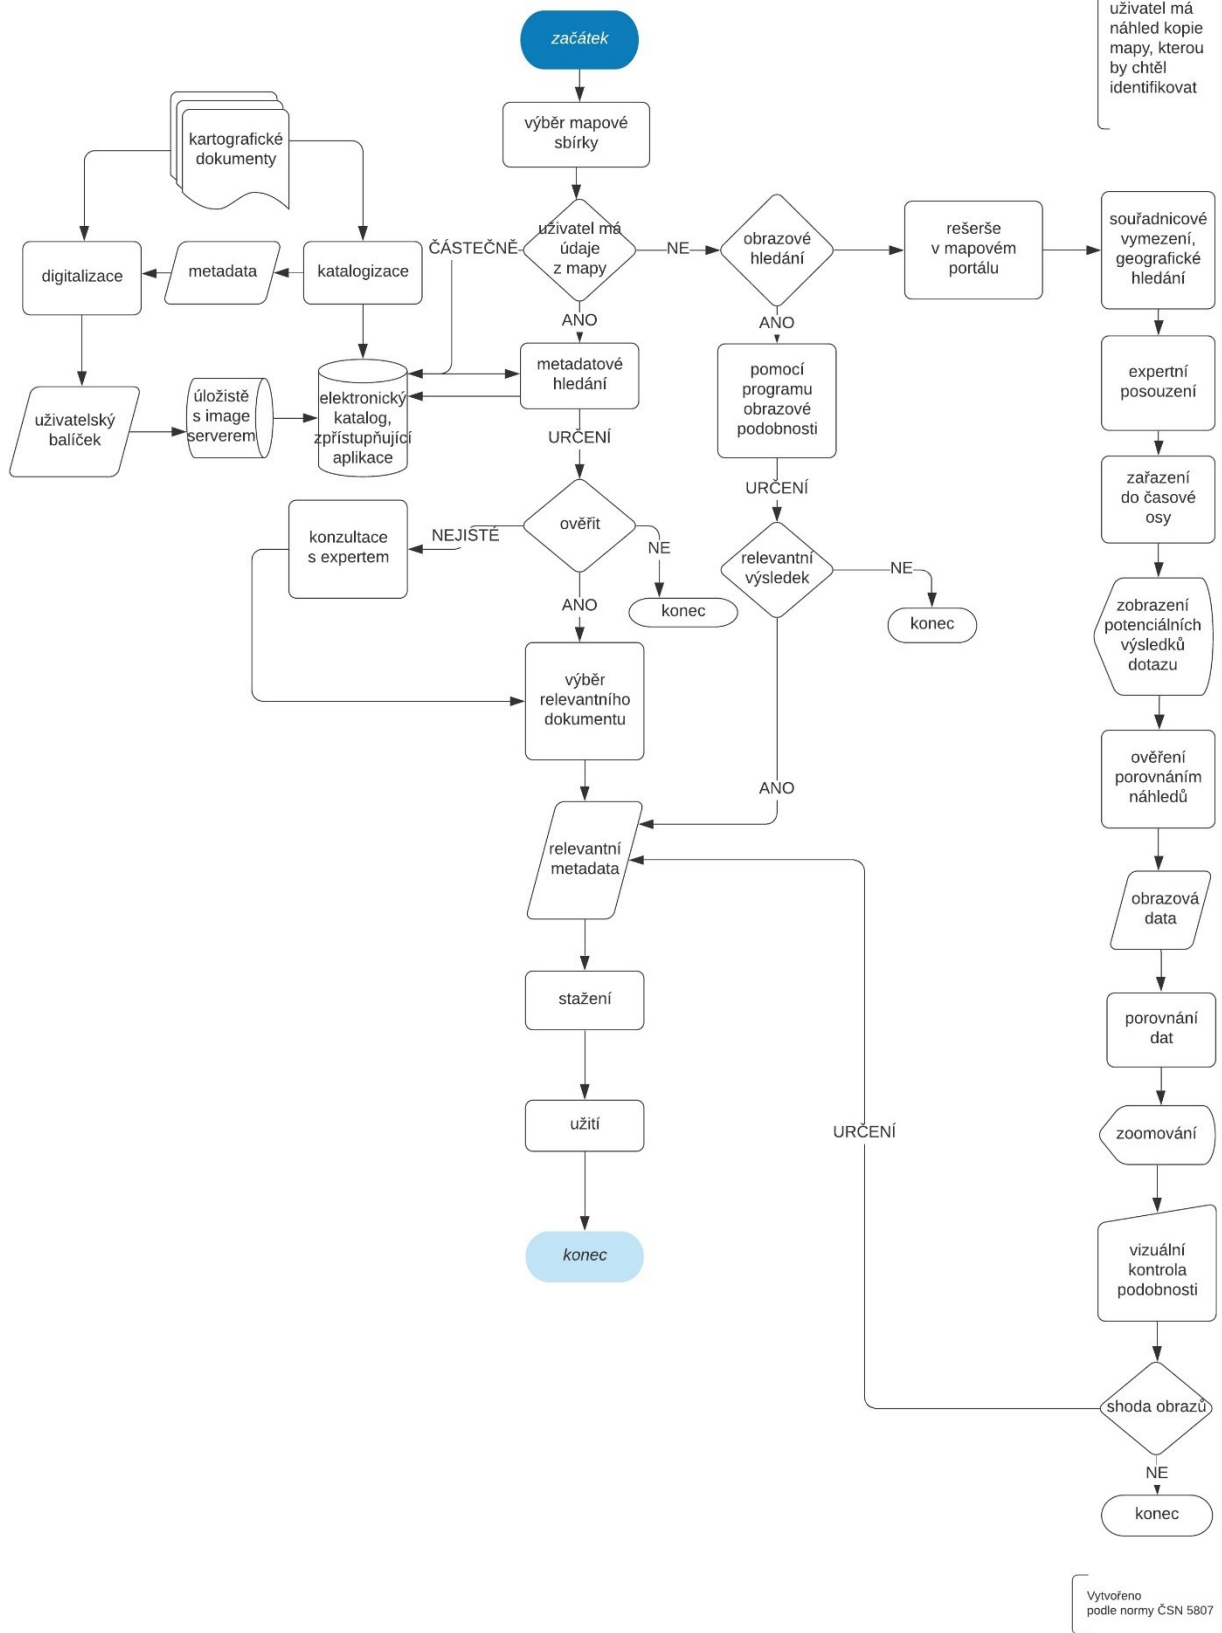 uživatel má
náhled kopie
mapy, kterou
by chtěl
identifikovat
začátek
výběr mapové
sbírky
kartografické
dokumenty
uživatel má
údaje
z mapy
ČÁSTEČNĚ
NE
obrazové
hledání
rešerše
v mapovém
portálu
souřadnicové
vymezení,
geografické
hledání
digitalizace
metadata
katalogizace
ANO
ANO
metadatové
hledání
pomocí
programu
obrazové
podobnosti
expertní
posouzení
uživatelský
balíček
úložistě
s image
serverem
elektronický
katalog,
zpřístupňující
aplikace
URČENÍ
URČENÍ
zařazení
do časové
osy
konzultace
s expertem
NEJISTÉ
ověřit
NE
konec
relevantní
výsledek
NE
konec
ANO
zobrazení
potenciálních
výsledků
dotazu
výběr
relevantního
dokumentu
ověření
porovnáním
náhledů
ANO
relevantní
metadata
obrazová
data
stažení
porovnání
dat
užití
URČENÍ
zoomování
konec
vizuální
kontrola
podobnosti
shoda obrazů
NE
konec
Vytvořeno
podle normy ČSN 5807